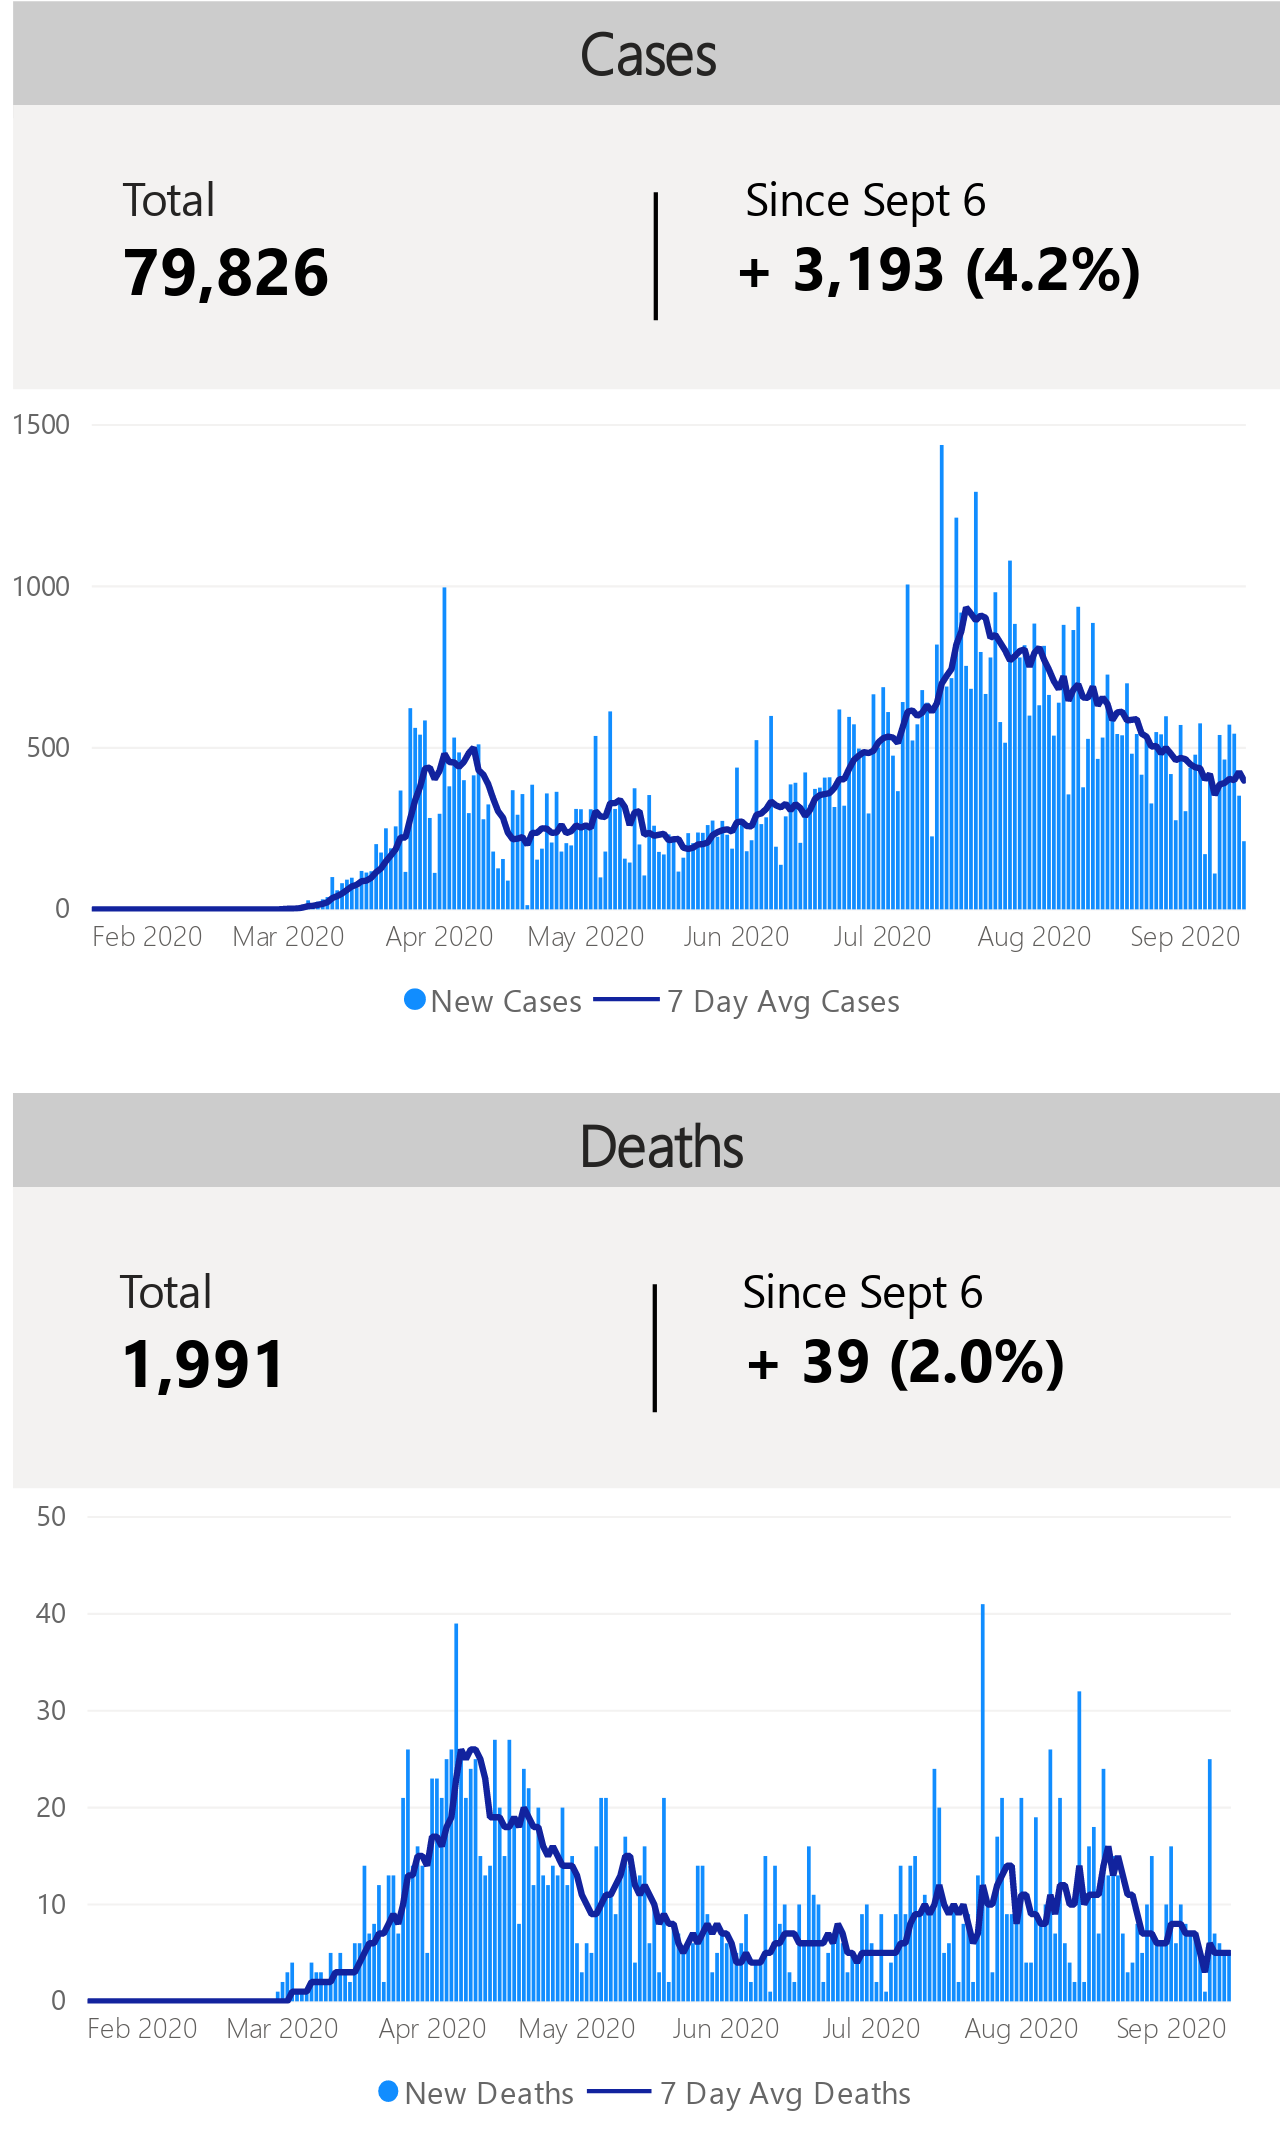 Cases
Total
Since Sept 6
79,826
+ 3,193 (4.2%)
1500
1000
500
0
Feb 2020 Mar 2020 Apr 2020 May 2020 Jun 2020 Jul 2020 Aug 2020 Sep 2020
New Cases 7 Day Avg Cases
Deaths
Total
Since Sept 6
1,991
+ 39 (2.0%)
50
40
30
20
10
0
Feb 2020 Mar 2020 Apr 2020 May 2020 Jun 2020 Jul 2020 Aug 2020 Sep 2020
New Deaths 7 Day Avg Deaths